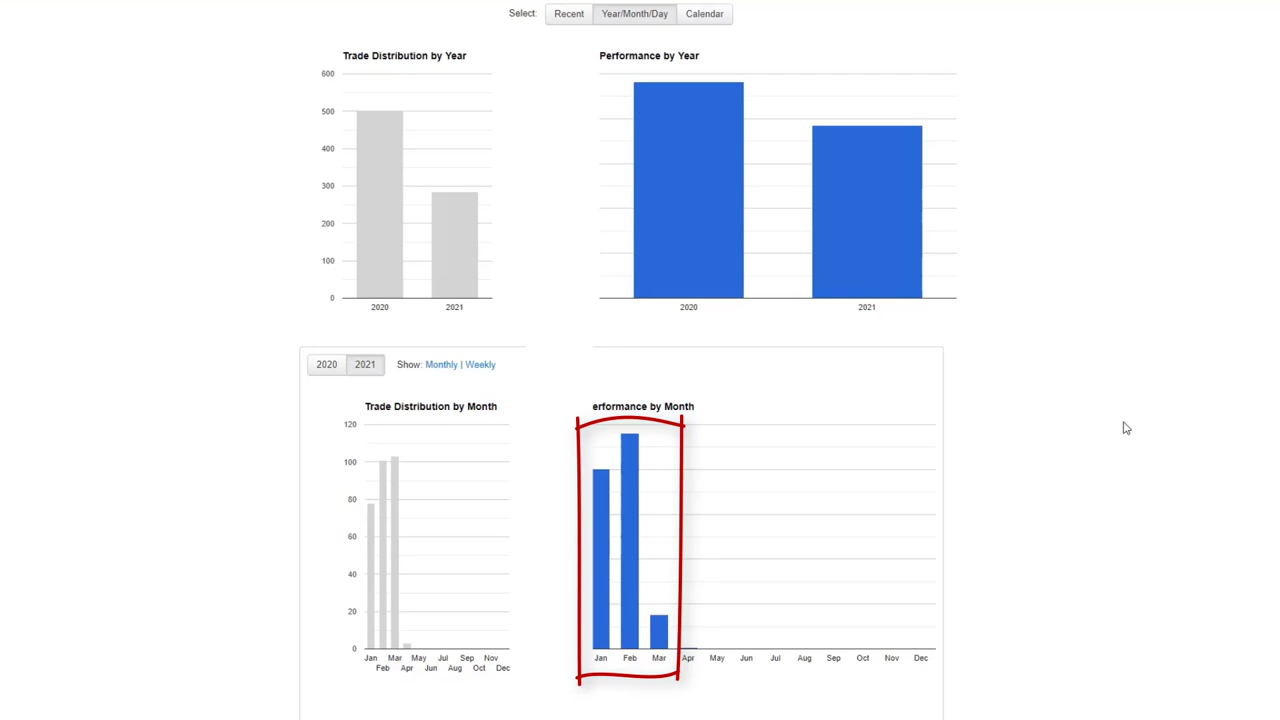 Select: Recent Year/Month/Day Calendar
Trade Distribution by Year
600
500
400
300
200
100
0
2020 2021
Performance by Year
2020 2021
2020 2021 Show: Monthly | Weekly
Trade Distribution by Month
120
100
80
60
40
20
0
Jan Mar May Jul Sep Nov
Feb Apr Jun Aug Oct Dec
erformance by Month
Jan Feb Mar Apr May Jun Jul Aug Sep Oct Nov Dec